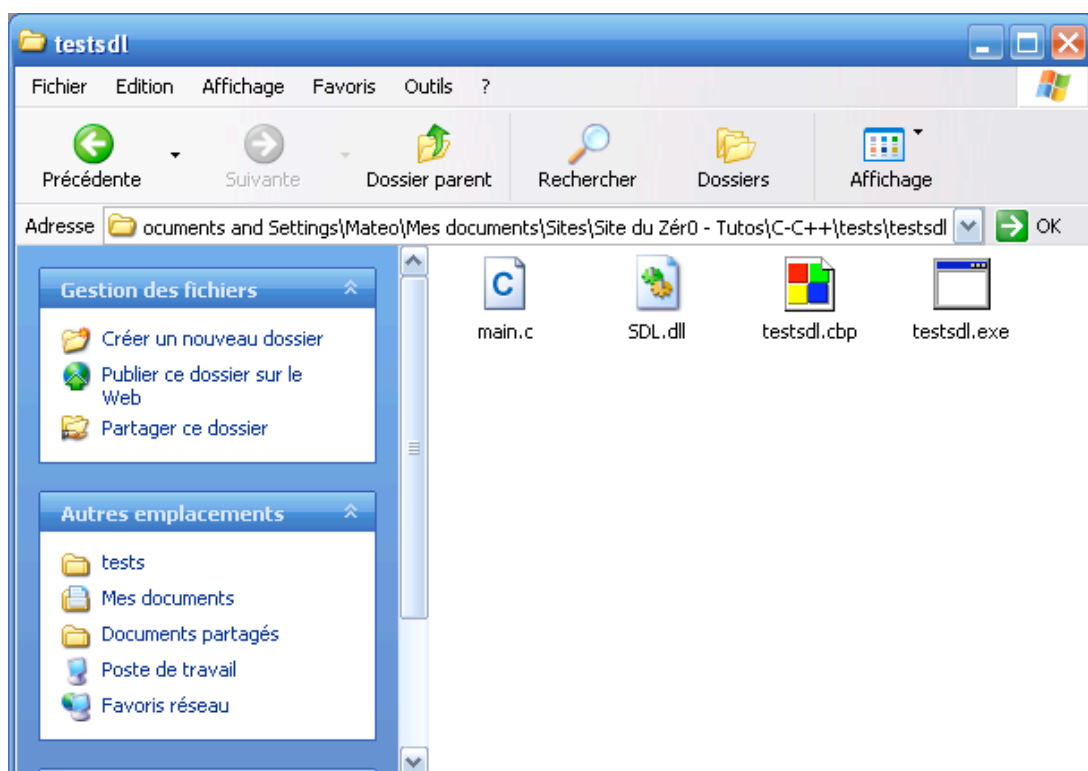 testsdl
Fichier Edition Affichage Favoris Outils ?
Précédente Suivante Dossier parent Rechercher Dossiers Affichage
Adresse ocuments and Settings\Mateo\Mes documents\Sites\Site du Zér0 - Tutos\C-C++\tests\testsdl OK
Gestion des fichiers
Créer un nouveau dossier
Publier ce dossier sur le
Web
Partager ce dossier
Autres emplacements
tests
Mes documents
Documents partagés
Poste de travail
Favoris réseau
C
main.c SDL.dll testsdl.cbp testsdl.exe